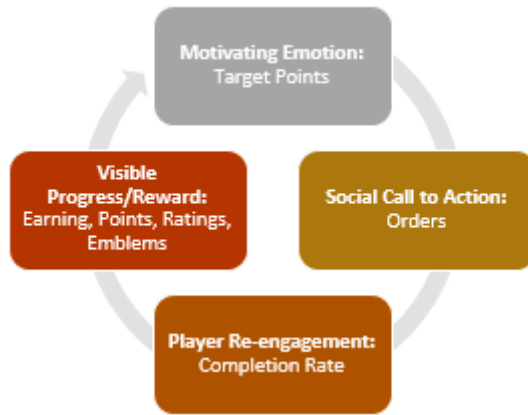 Motivating Emotion:
Target Points
Social Call to Action:
Orders
Player Re-engagement:
Completion Rate
Visible
Progress/Reward:
Earning, Points, Ratings,
Emblems